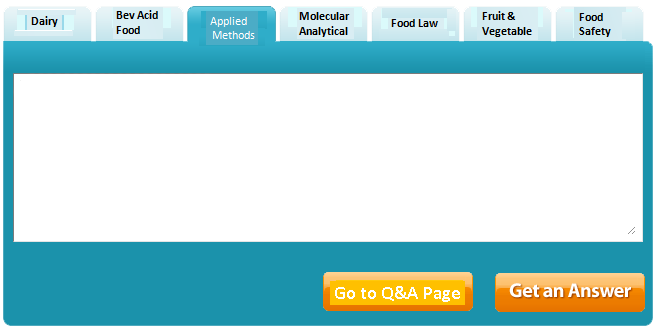 Dairy
Bev Acid
Food
Applied
Methods
Molecular
Analytical
Food Law
Fruit &
Vegetable
Food
Safety
Go to Q&A Page
Get an Answer